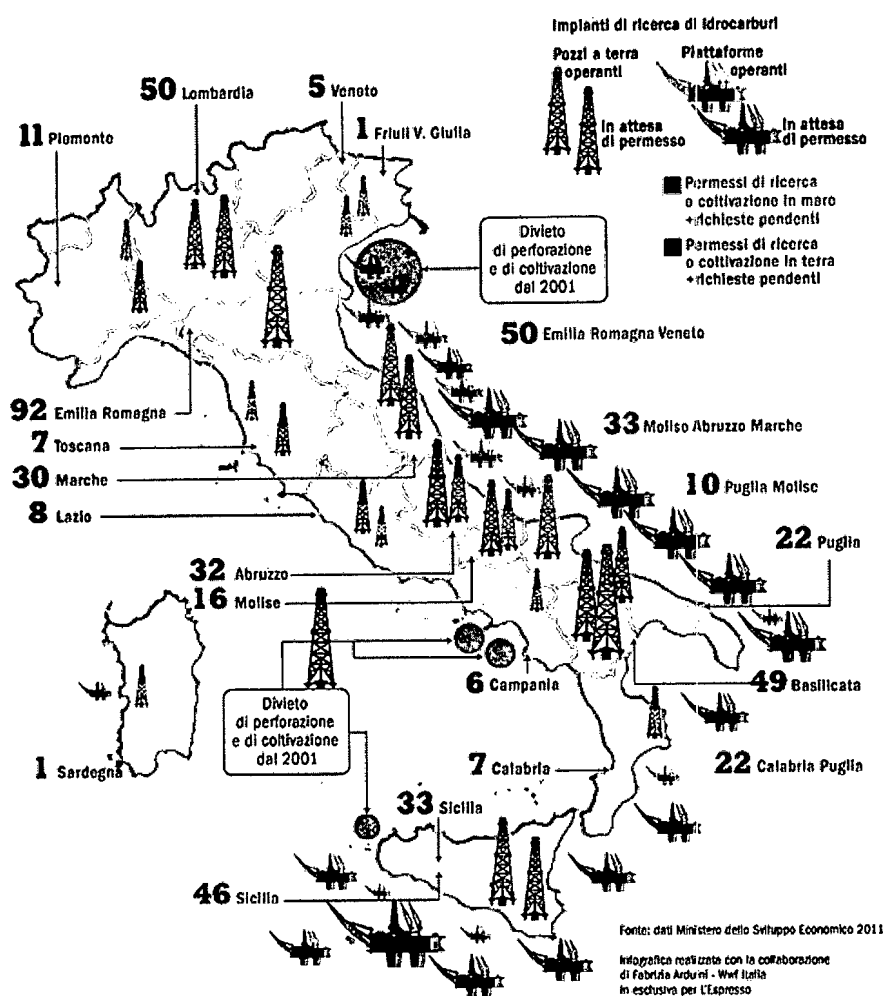 Impianti di ricerca di Idrocarburi
Pozzi a terra
operanti
In attesa
di permesso
Piattaforme
operanti
In attesa
di permesso
Permessi di ricerca
o coltivazione in mare
+richieste pendenti
Permessi di ricerca
o coltivazione in terra
+richieste pendenti
50 Lombardia
5 Veneto
11 Piemonte
1 Friuli V. Giulia
Divieto
di perforazione
e di coltivazione
dal 2001
50 Emilia Romagna Veneto
92 Emilia Romagna
33 Molise Abruzzo Marche
7 Toscana
30 Marche
10 Puglia Molise
8 Lazio
22 Puglia
32 Abruzzo
16 Molise
6 Campania
49 Basilicata
Divieto
di perforazione
e di coltivazione
dal 2001
1 Sardegna
7 Calabria
22 Calabria Puglia
33 Sicilia
46 Sicilia
Fonte: dati Ministero dello Sviluppo Economico 2011
Infografica realizzata con la collaborazione
di Fabrizia Arduini - Wwf Italia
in esclusiva per L'Espresso